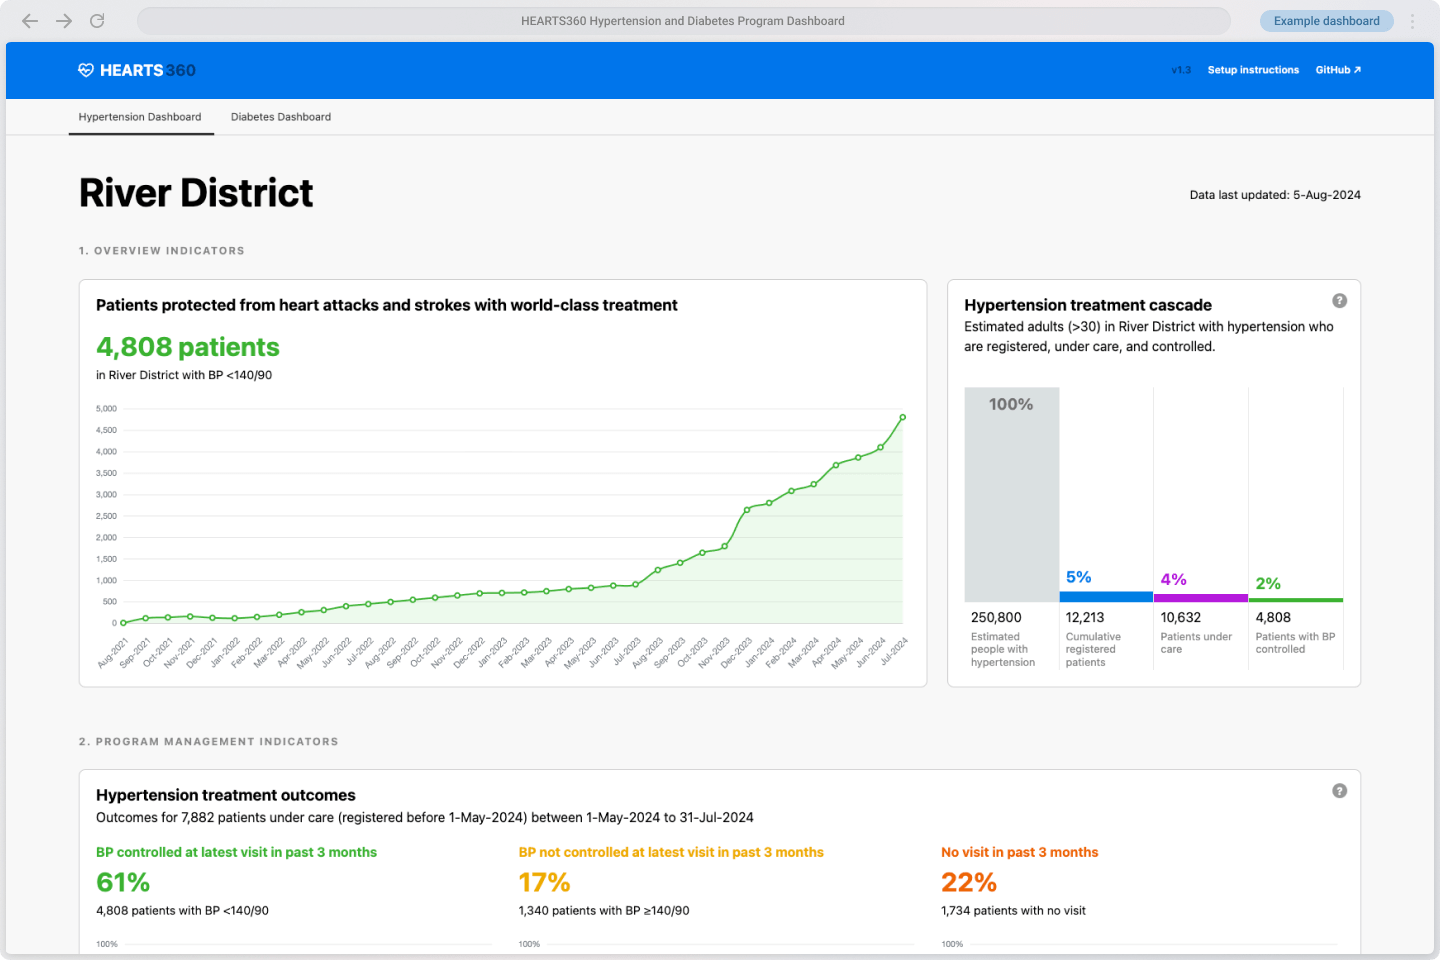 HEARTS360 Hypertension and Diabetes Program Dashboard
Example dashboard
HEARTS360
v1.3
Setup instructions
GitHub ↗
Hypertension Dashboard
Diabetes Dashboard
River District
Data last updated: 5-Aug-2024
1. OVERVIEW INDICATORS
Patients protected from heart attacks and strokes with world-class treatment
4,808 patients
in River District with BP <140/90
5,000
4,500
4,000
3,500
3,000
2,500
2,000
1,500
1,000
500
0
Aug-2021
Sep-2021
Oct-2021
Nov-2021
Dec-2021
Jan-2022
Feb-2022
Mar-2022
Apr-2022
May-2022
Jun-2022
Jul-2022
Aug-2022
Sep-2022
Oct-2022
Nov-2022
Dec-2022
Jan-2023
Feb-2023
Mar-2023
Apr-2023
May-2023
Jun-2023
Jul-2023
Aug-2023
Sep-2023
Oct-2023
Nov-2023
Dec-2023
Jan-2024
Feb-2024
Mar-2024
Apr-2024
May-2024
Jun-2024
Jul-2024
Hypertension treatment cascade
?
Estimated adults (>30) in River District with hypertension who
are registered, under care, and controlled.
100%
250,800
Estimated
people with
hypertension
5%
12,213
Cumulative
registered
patients
4%
10,632
Patients under
care
2%
4,808
Patients with BP
controlled
2. PROGRAM MANAGEMENT INDICATORS
Hypertension treatment outcomes
?
Outcomes for 7,882 patients under care (registered before 1-May-2024) between 1-May-2024 to 31-Jul-2024
BP controlled at latest visit in past 3 months
61%
4,808 patients with BP <140/90
100%
BP not controlled at latest visit in past 3 months
17%
1,340 patients with BP ≥140/90
100%
No visit in past 3 months
22%
1,734 patients with no visit
100%